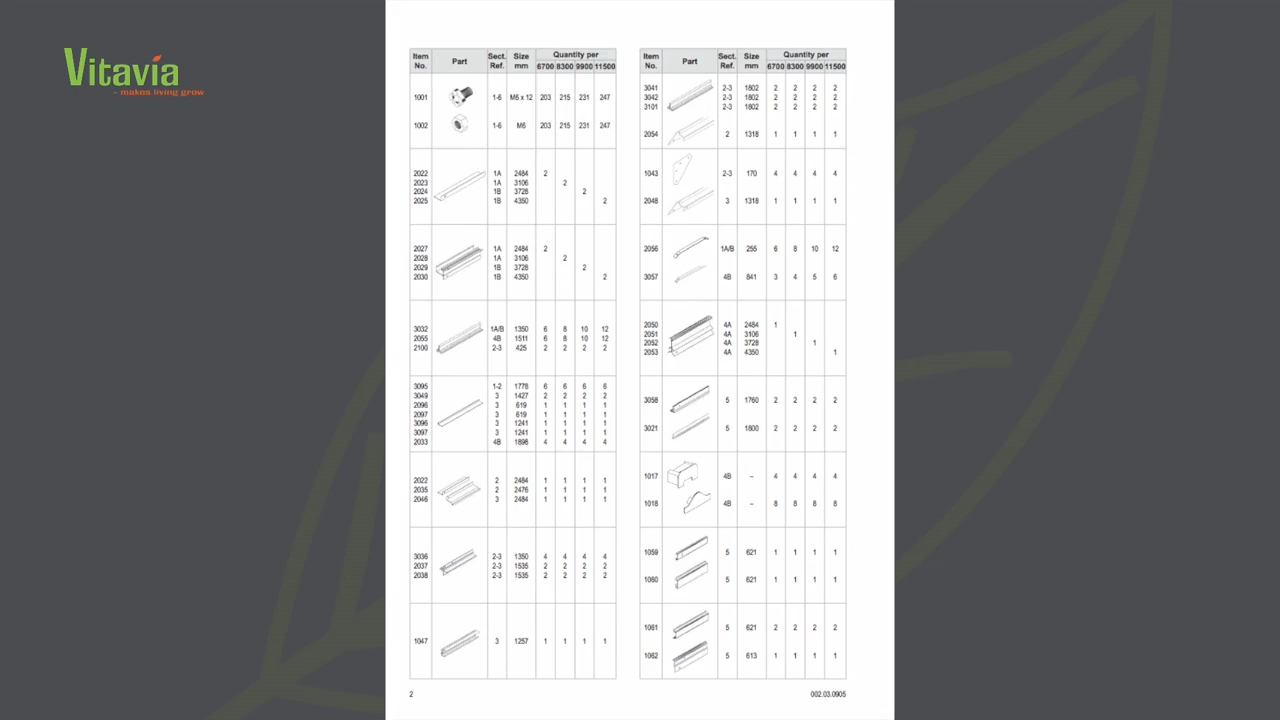 Vitavia
- makes living grow
Item No. Part Sect. Ref. Size mm Quantity per 6700 8300 9900 11500
1001 1-6 M6 x 12 203 215 231 247
1002 1-6 M6 203 215 231 247
2022 1A 2484 2
2023 1A 3106 2
2024 1B 3728 2
2025 1B 4350 2
2027 1A 2484 2
2028 1A 3106 2
2029 1B 3728 2
2030 1B 4350 2
3032 1A/B 1350 6 8 10 12
2055 4B 1511 6 8 10 12
2100 2-3 425 2 2 2 2
3095 1-2 1778 6 6 6 6
3049 3 1427 2 2 2 2
2096 3 619 1 1 1 1
2097 3 619 1 1 1 1
3096 3 1241 1 1 1 1
3097 3 1241 1 1 1 1
2033 4B 1898 4 4 4 4
2022 2 2484 1 1 1 1
2035 2 2476 1 1 1 1
2046 3 2484 1 1 1 1
3036 2-3 1350 4 4 4 4
2037 2-3 1535 2 2 2 2
2038 2-3 1535 2 2 2 2
1047 3 1257 1 1 1 1
2
Item No. Part Sect. Ref. Size mm Quantity per 6700 8300 9900 11500
3041 2-3 1802 2 2 2 2
3042 2-3 1802 2 2 2 2
3101 2-3 1802 2 2 2 2
2054 2 1318 1 1 1 1
1043 2-3 170 4 4 4 4
2048 3 1318 1 1 1 1
2056 1A/B 255 6 8 10 12
3057 4B 841 3 4 5 6
2050 4A 2484 1
2051 4A 3106 1
2052 4A 3728 1
2053 4A 4350 1
3058 5 1760 2 2 2 2
3021 5 1800 2 2 2 2
1017 4B – 4 4 4 4
1018 4B – 8 8 8 8
1059 5 621 1 1 1 1
1060 5 621 1 1 1 1
1061 5 621 2 2 2 2
1062 5 613 1 1 1 1
002.03.0905